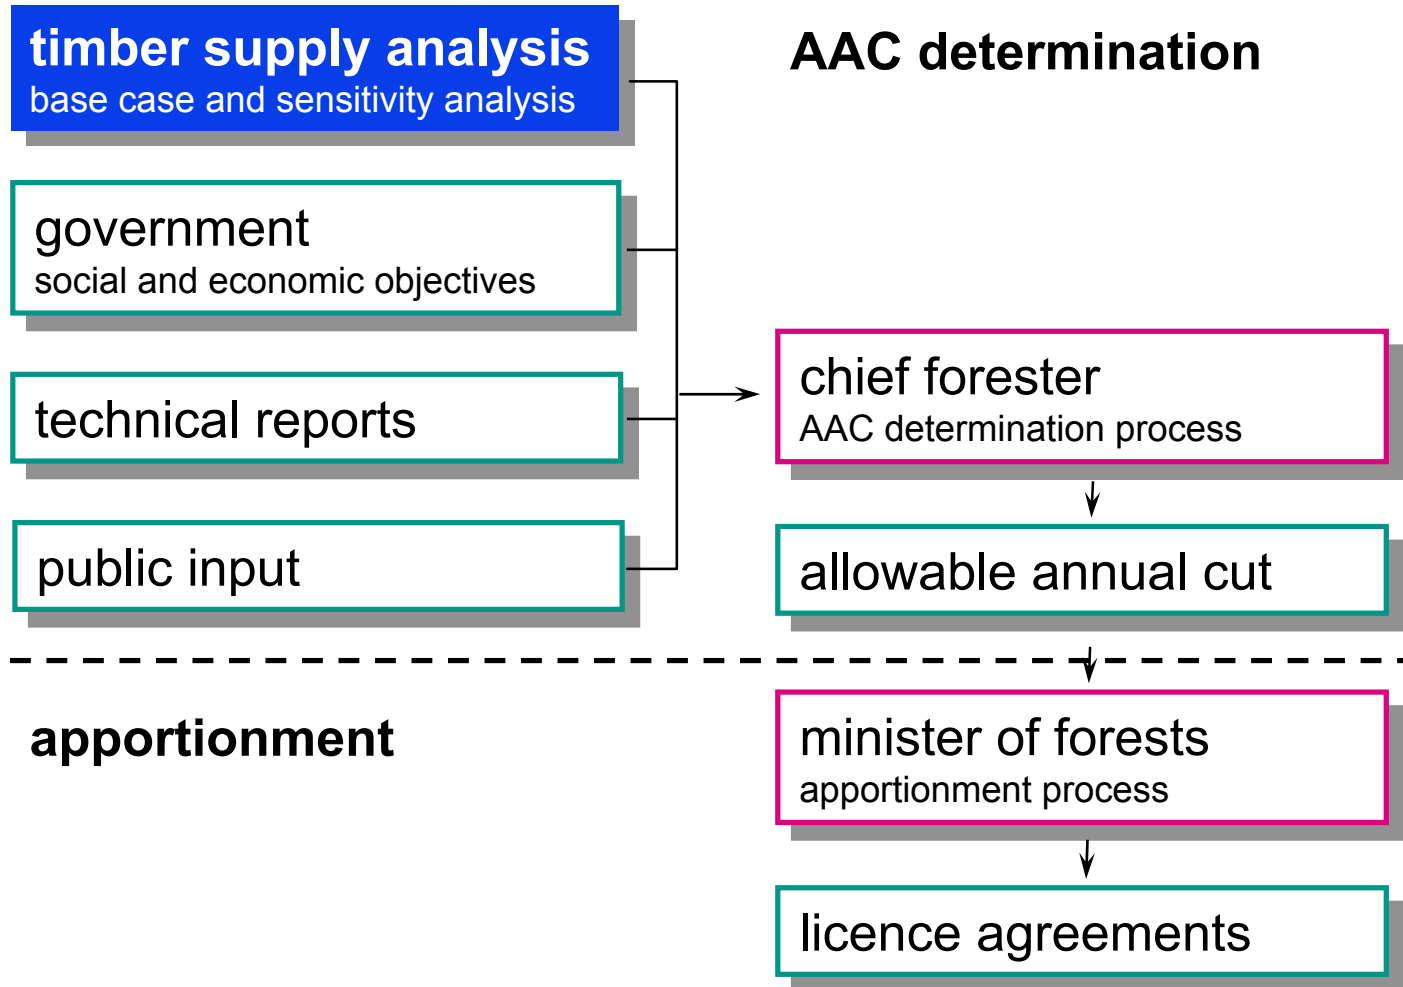 timber supply analysis
base case and sensitivity analysis
AAC determination
government
social and economic objectives
technical reports
public input
chief forester
AAC determination process
allowable annual cut
apportionment
minister of forests
apportionment process
licence agreements